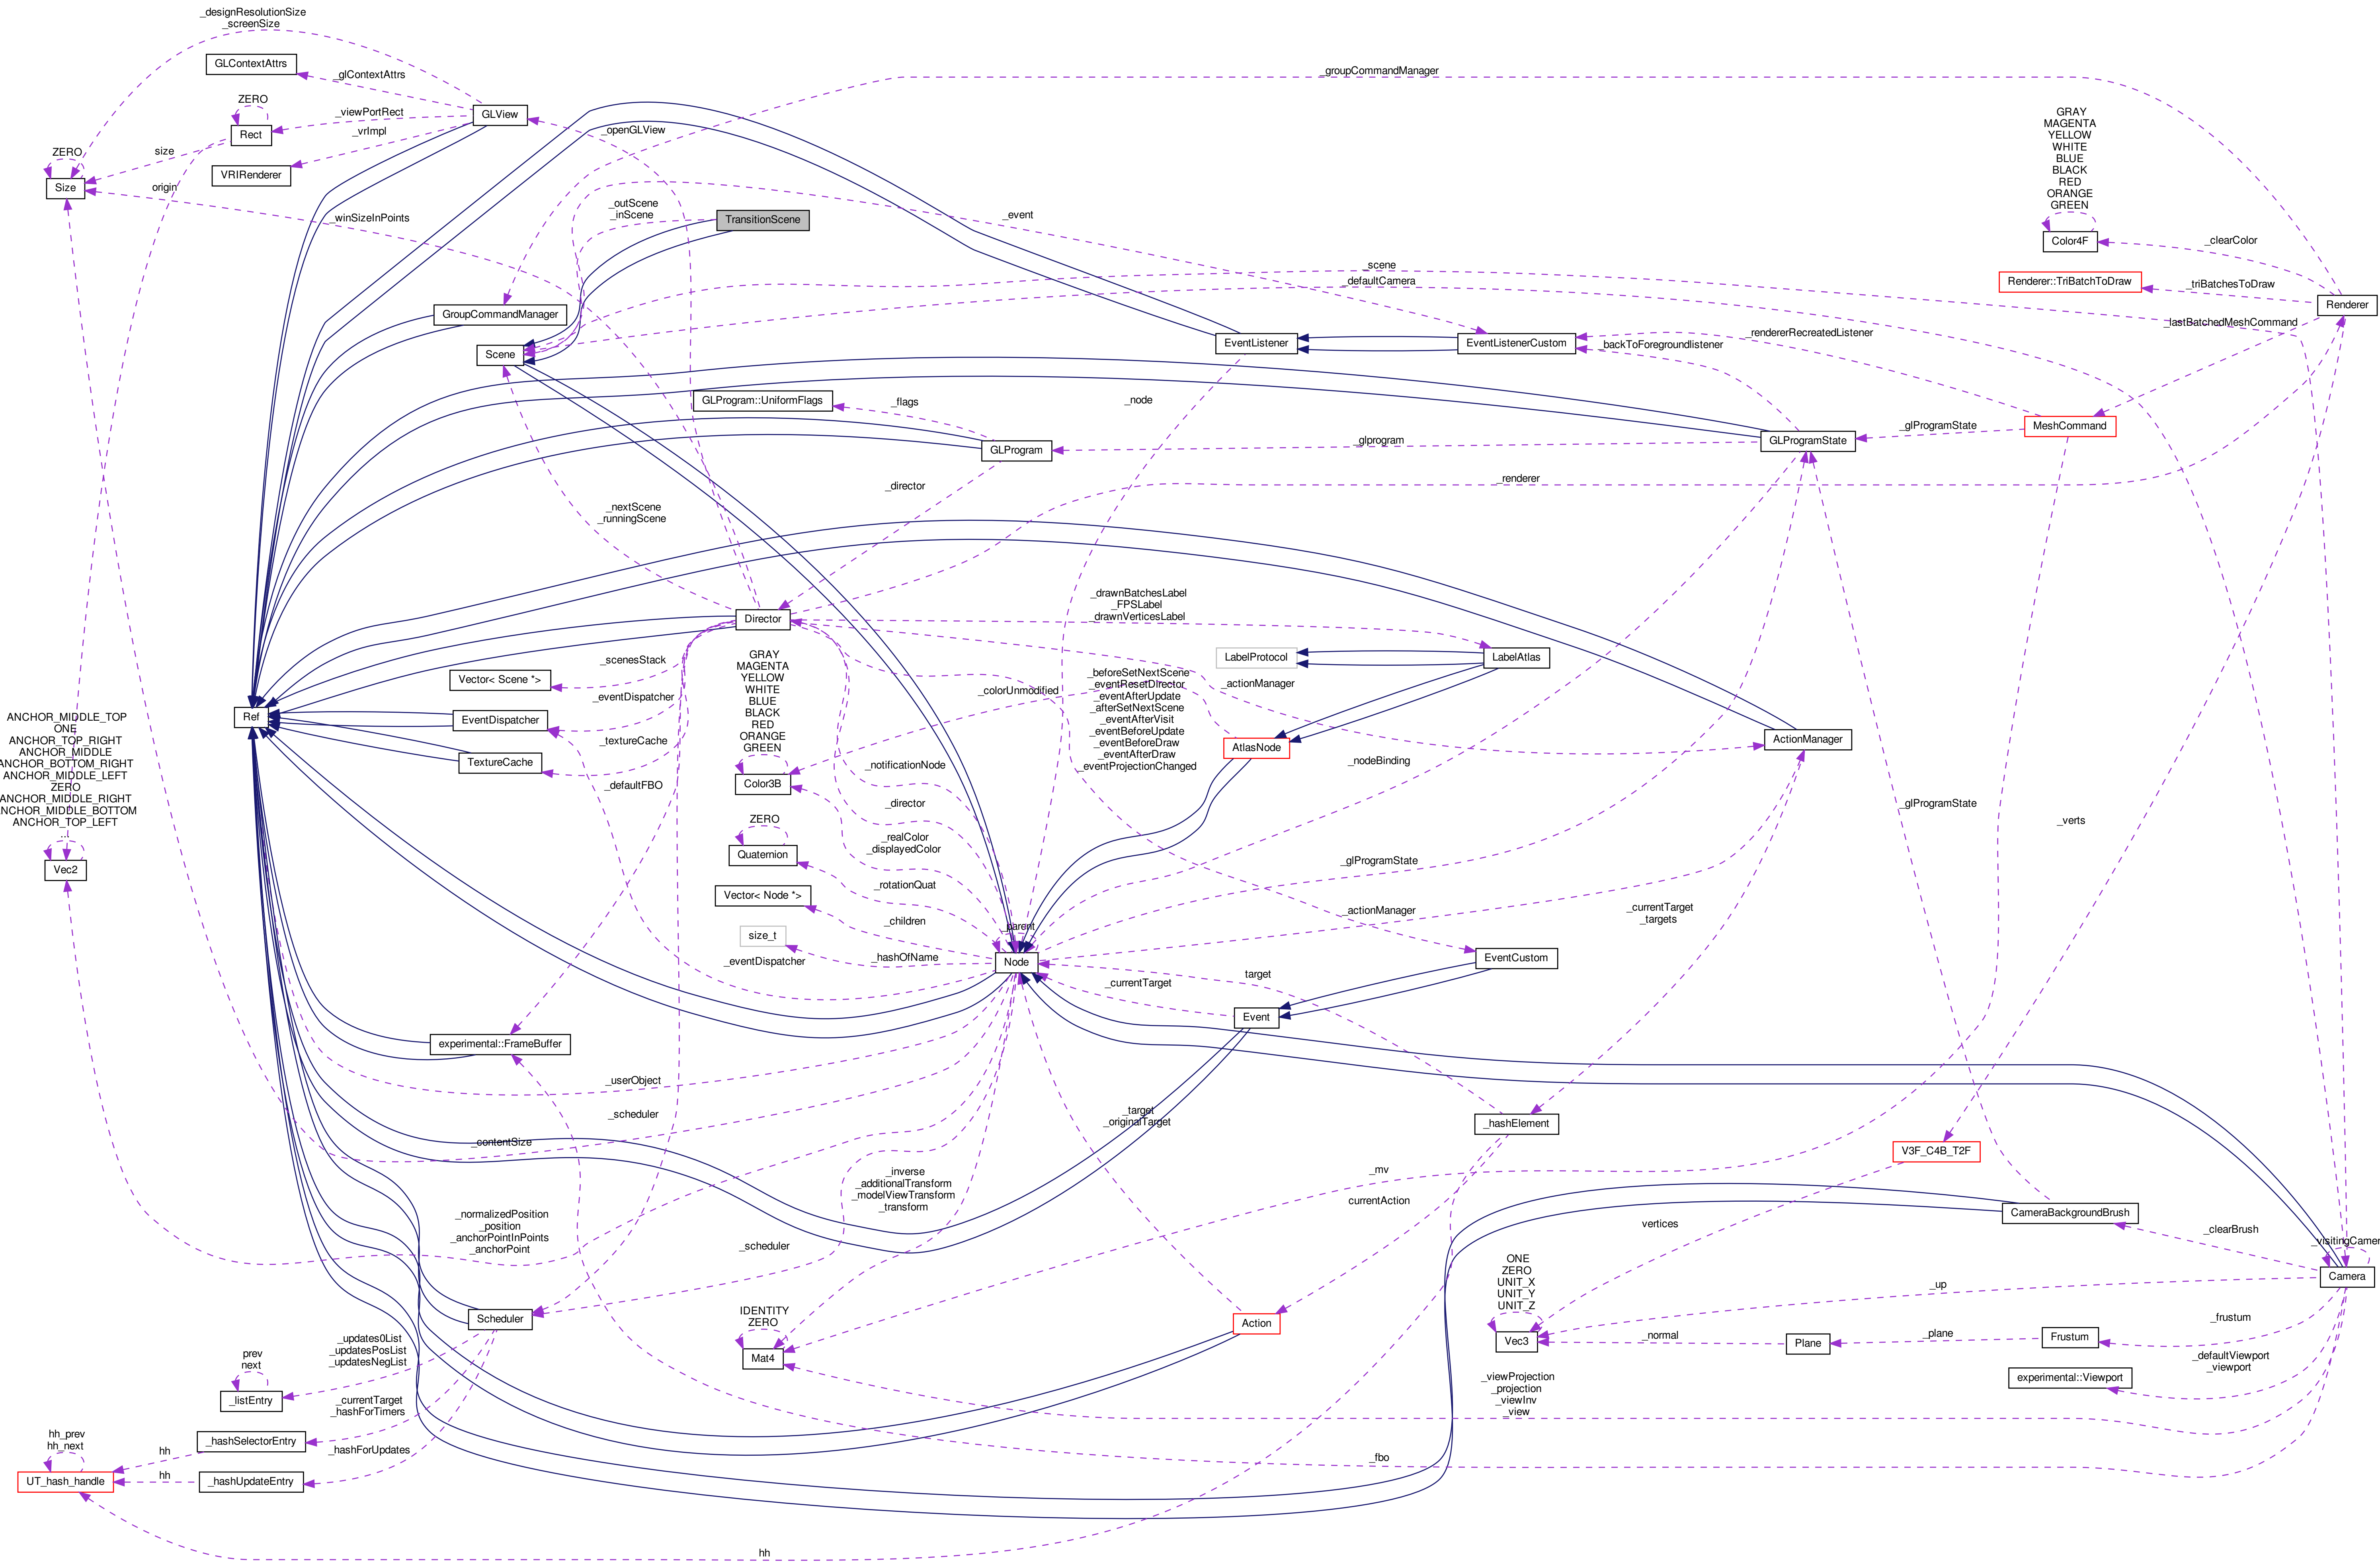 _designResolutionSize
_screenSize
GLContextAttrs
_glContextAttrs
_groupCommandManager
ZERO
_viewPortRect
GLView
Rect
_vrImpl
_openGLView
GRAY
MAGENTA
YELLOW
WHITE
BLUE
BLACK
RED
ORANGE
GREEN
ZERO
size
VRIRenderer
Size
origin
_winSizeInPoints
_outScene
_inScene
TransitionScene
_event
Color4F
_clearColor
_scene
_defaultCamera
Renderer::TriBatchToDraw
_triBatchesToDraw
Renderer
GroupCommandManager
_lastBatchedMeshCommand
Scene
EventListener
EventListenerCustom
_rendererRecreatedListener
_backToForegroundlistener
GLProgram::UniformFlags
_flags
_node
MeshCommand
_glProgramState
GLProgramState
_glprogram
GLProgram
_director
_renderer
_nextScene
_runningScene
_drawnBatchesLabel
_FPSLabel
_drawnVerticesLabel
Director
LabelProtocol
LabelAtlas
_scenesStack
Vector< Scene *>
GRAY
MAGENTA
YELLOW
WHITE
BLUE
BLACK
RED
ORANGE
GREEN
_colorUnmodified
_beforeSetNextScene
_eventResetDirector
_eventAfterUpdate
_afterSetNextScene
_eventAfterVisit
_eventBeforeUpdate
_eventBeforeDraw
_eventAfterDraw
_eventProjectionChanged
_actionManager
_eventDispatcher
Ref
EventDispatcher
ANCHOR_MIDDLE_TOP
ONE
ANCHOR_TOP_RIGHT
ANCHOR_MIDDLE
ANCHOR_BOTTOM_RIGHT
ANCHOR_MIDDLE_LEFT
ZERO
ANCHOR_MIDDLE_RIGHT
ANCHOR_MIDDLE_BOTTOM
ANCHOR_TOP_LEFT
...
_textureCache
TextureCache
AtlasNode
ActionManager
_notificationNode
_nodeBinding
_defaultFBO
Color3B
_director
_glProgramState
_verts
ZERO
_realColor
_displayedColor
Quaternion
_glProgramState
Vec2
_rotationQuat
Vector< Node *>
_children
_parent
_actionManager
_currentTarget
_targets
size_t
_hashOfName
_eventDispatcher
Node
target
EventCustom
_currentTarget
Event
experimental::FrameBuffer
_userObject
_scheduler
_target
_originalTarget
_hashElement
_contentSize
V3F_C4B_T2F
_inverse
_additionalTransform
_modelViewTransform
_transform
_mv
currentAction
_normalizedPosition
_position
_anchorPointInPoints
_anchorPoint
CameraBackgroundBrush
vertices
_clearBrush
_visitingCamer
_scheduler
ONE
ZERO
UNIT_X
UNIT_Y
UNIT_Z
_up
Camera
Scheduler
IDENTITY
ZERO
Action
_frustum
_updates0List
_updatesPosList
_updatesNegList
Vec3
_normal
Plane
_plane
Frustum
prev
next
Mat4
_defaultViewport
_viewport
_listEntry
_currentTarget
_hashForTimers
_viewProjection
_projection
_viewInv
_view
experimental::Viewport
hh_prev
hh_next
hh
_hashSelectorEntry
_hashForUpdates
_fbo
UT_hash_handle
hh
_hashUpdateEntry
hh